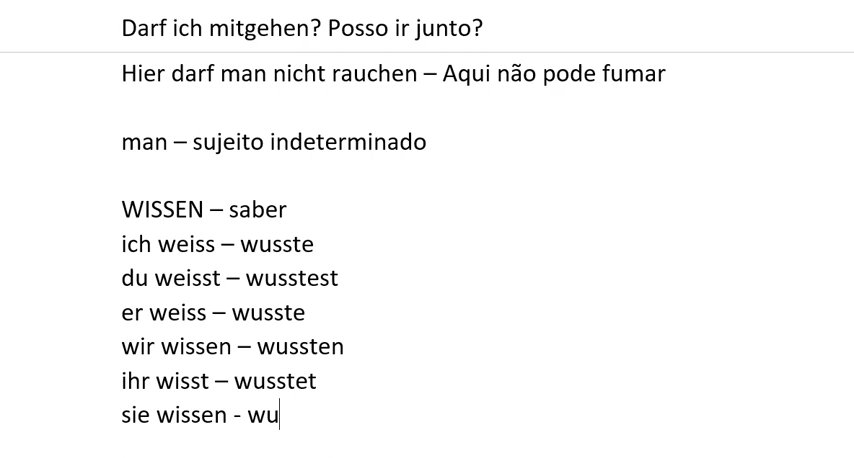 Darf ich mitgehen? Posso ir junto?
Hier darf man nicht rauchen – Aqui não pode fumar
man – sujeito indeterminado
WISSEN – saber
ich weiss – wusste
du weisst – wusstest
er weiss – wusste
wir wissen – wussten
ihr wisst – wusstet
sie wissen - wu